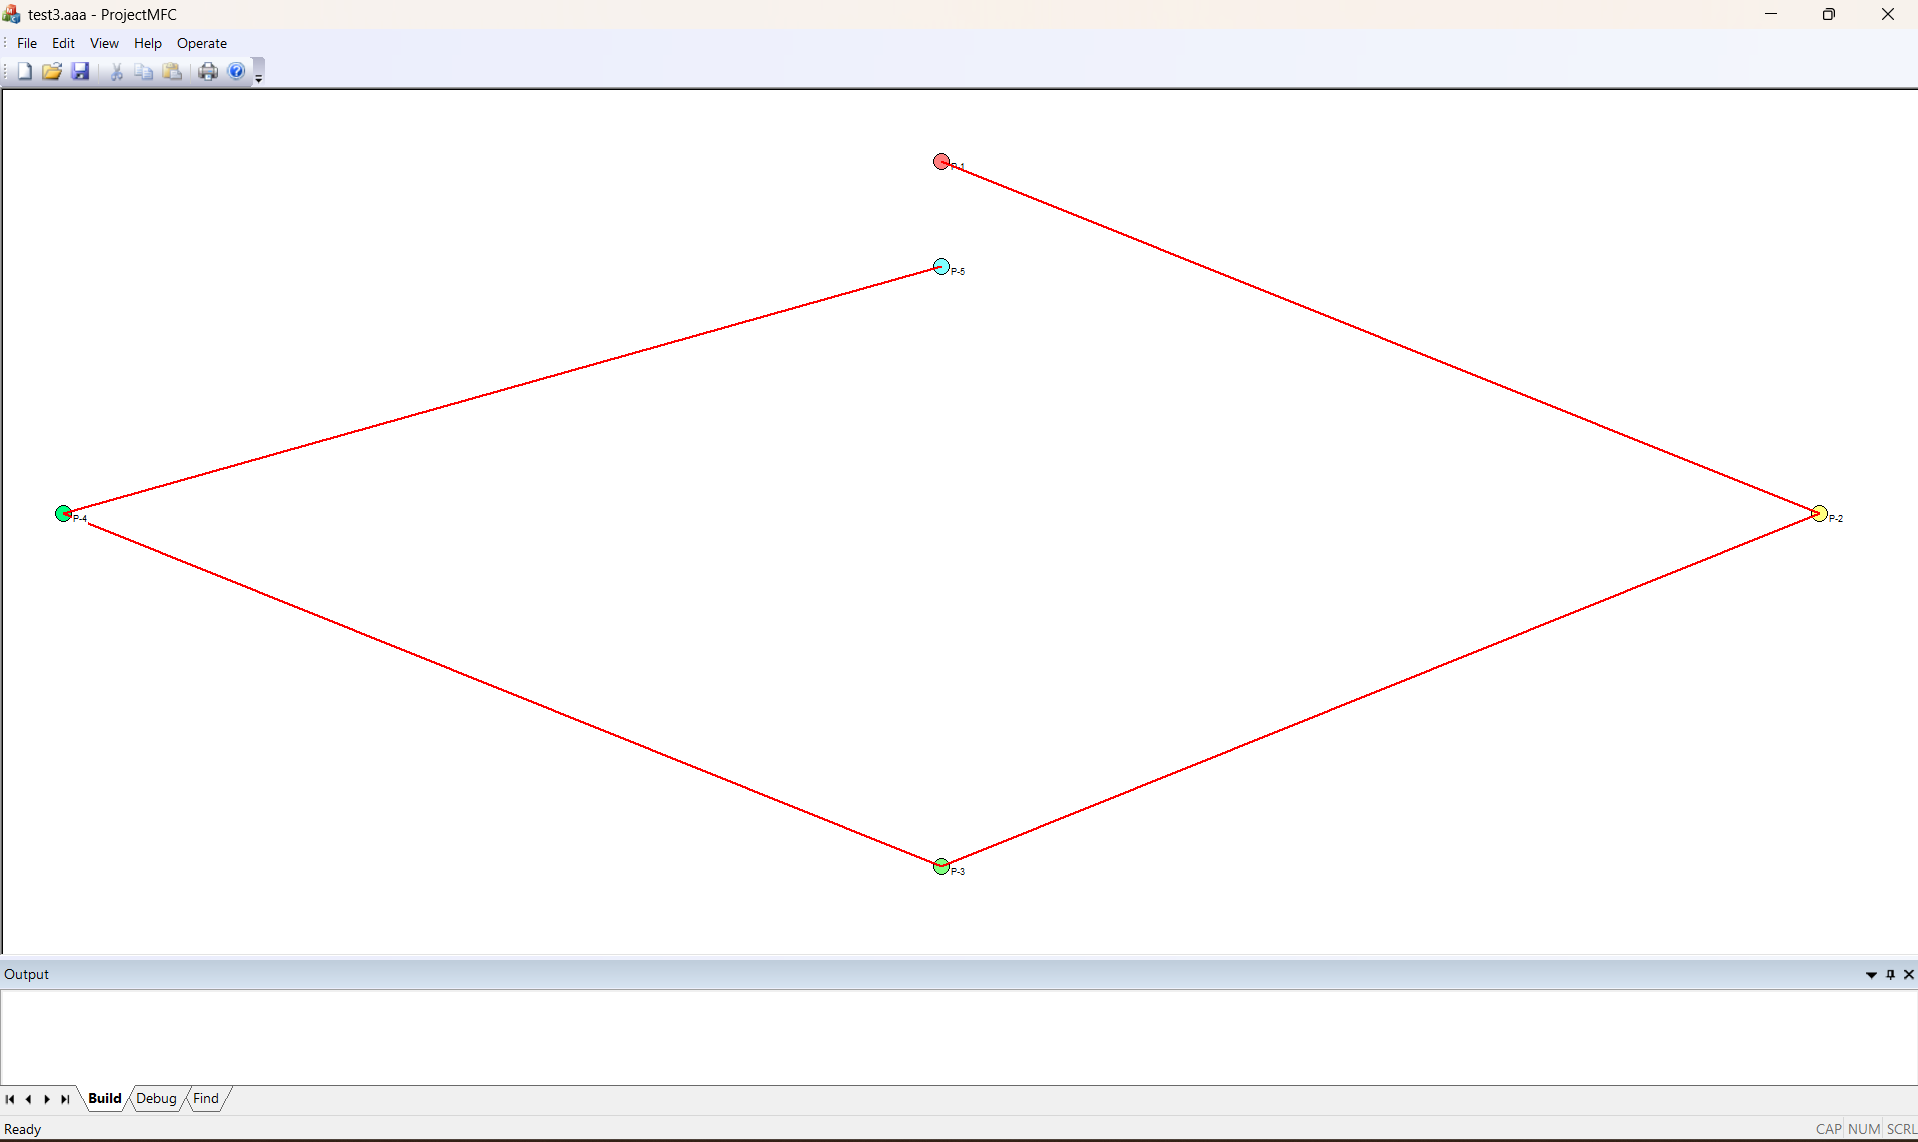 test3.aaa - ProjectMFC
File Edit View Help Operate
P-1
P-5
P-4
P-2
P-3
Output
Build Debug Find
Ready
CAP NUM SCRL